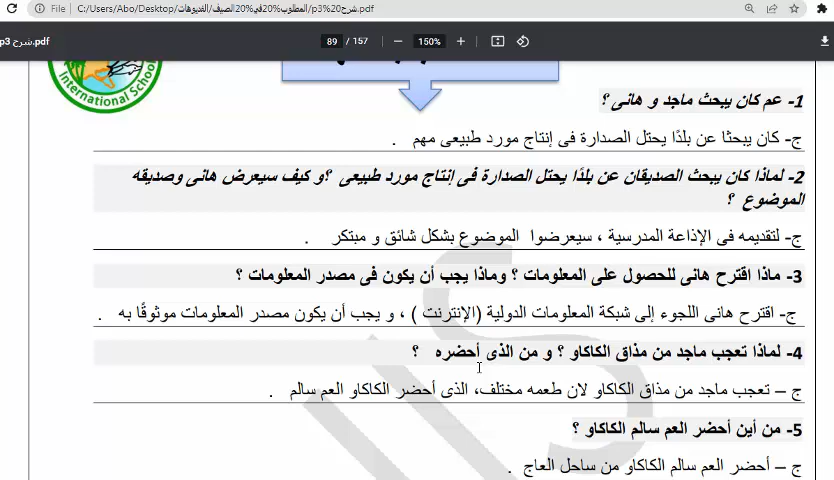 File | C:/Users/Abo/Desktop/المطلوب%20في%20الصيف/الفديوهات/p3%20شرح.pdf
p3 شرح.pdf
89 / 157 — 150% +
International School
1- عم كان يبحث ماجد و هانى ؟
ج- كان يبحثا عن بلدًا يحتل الصدارة فى إنتاج مورد طبيعى مهم .
2- لماذا كان يبحث الصديقان عن بلدًا يحتل الصدارة فى إنتاج مورد طبيعى ؟و كيف سيعرض هانى وصديقه
الموضوع ؟
ج- لتقديمه فى الإذاعة المدرسية ، سيعرضوا الموضوع بشكل شائق و مبتكر .
3- ماذا اقترح هانى للحصول على المعلومات ؟ وماذا يجب أن يكون فى مصدر المعلومات ؟
ج- اقترح هانى اللجوء إلى شبكة المعلومات الدولية (الإنترنت ) ، و يجب أن يكون مصدر المعلومات موثوقًا به .
4- لماذا تعجب ماجد من مذاق الكاكاو ؟ و من الذى أحضره ؟
ج – تعجب ماجد من مذاق الكاكاو لان طعمه مختلف، الذى أحضر الكاكاو العم سالم .
5- من أين أحضر العم سالم الكاكاو ؟
ج – أحضر العم سالم الكاكاو من ساحل العاج .